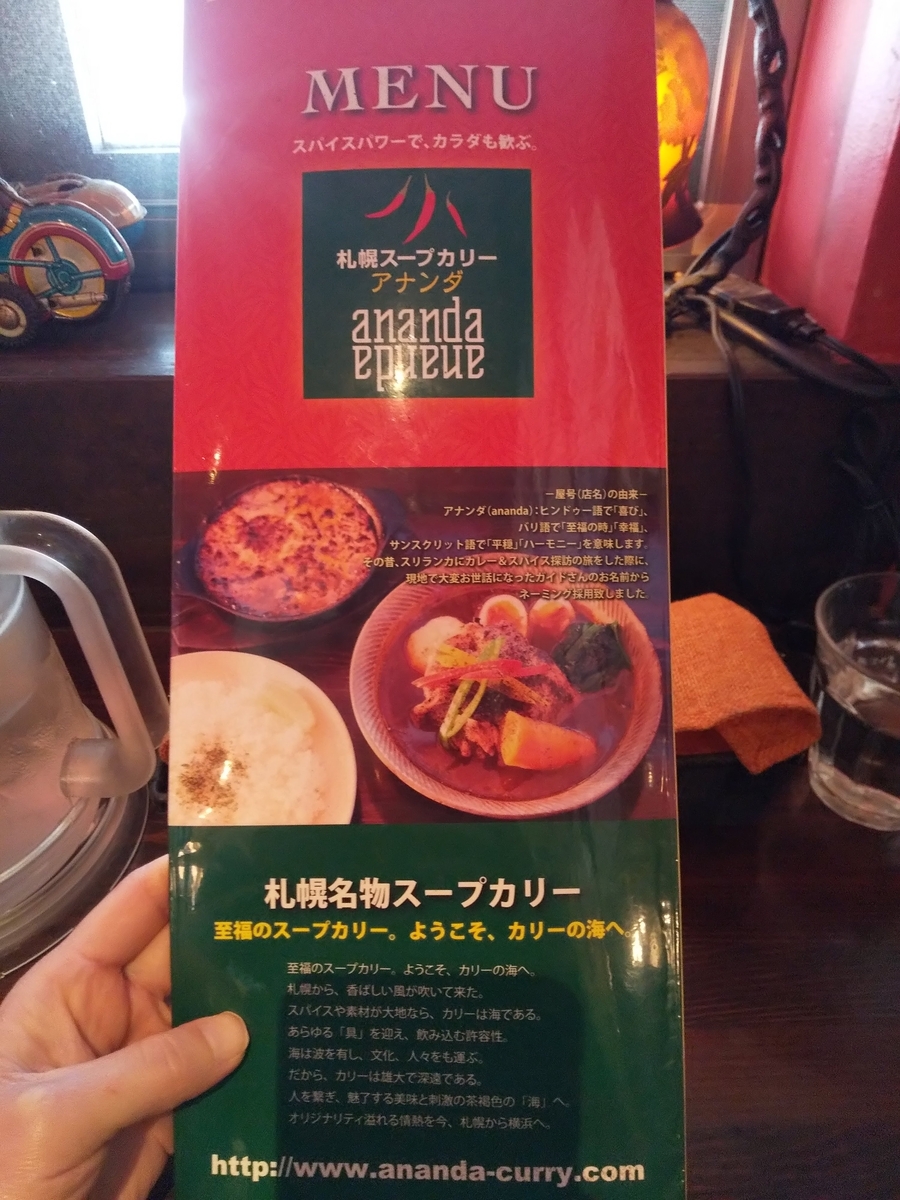 MENU
スパイスパワーで、カラダも歓ぶ。
札幌スープカリー
アナンダ
ananda
ー屋号(店名)の由来ー
アナンダ(ananda):ヒンドゥー語で「喜び」、
パリ語で「至福の時」「幸福」、
サンスクリット語で「平穏」「ハーモニー」を意味します。
その昔、スリランカにカレー&スパイス探訪の旅をした際に、
現地で大変お世話になったガイドさんのお名前から
ネーミング採用致しました。
札幌名物スープカリー
至福のスープカリー。ようこそ、カリーの海へ。
至福のスープカリー。ようこそ、カリーの海へ。
札幌から、香ばしい風が吹いて来た。
スパイスや素材が大地なら、カリーは海である。
あらゆる「具」を迎え、飲み込む許容性。
海は波を有し、文化、人々をも運ぶ。
だから、カリーは雄大で深遠である。
人を繋ぎ、魅了する美味と刺激の茶褐色の「海」へ。
オリジナリティ溢れる情熱を今、札幌から横浜へ。
http://www.ananda-curry.com